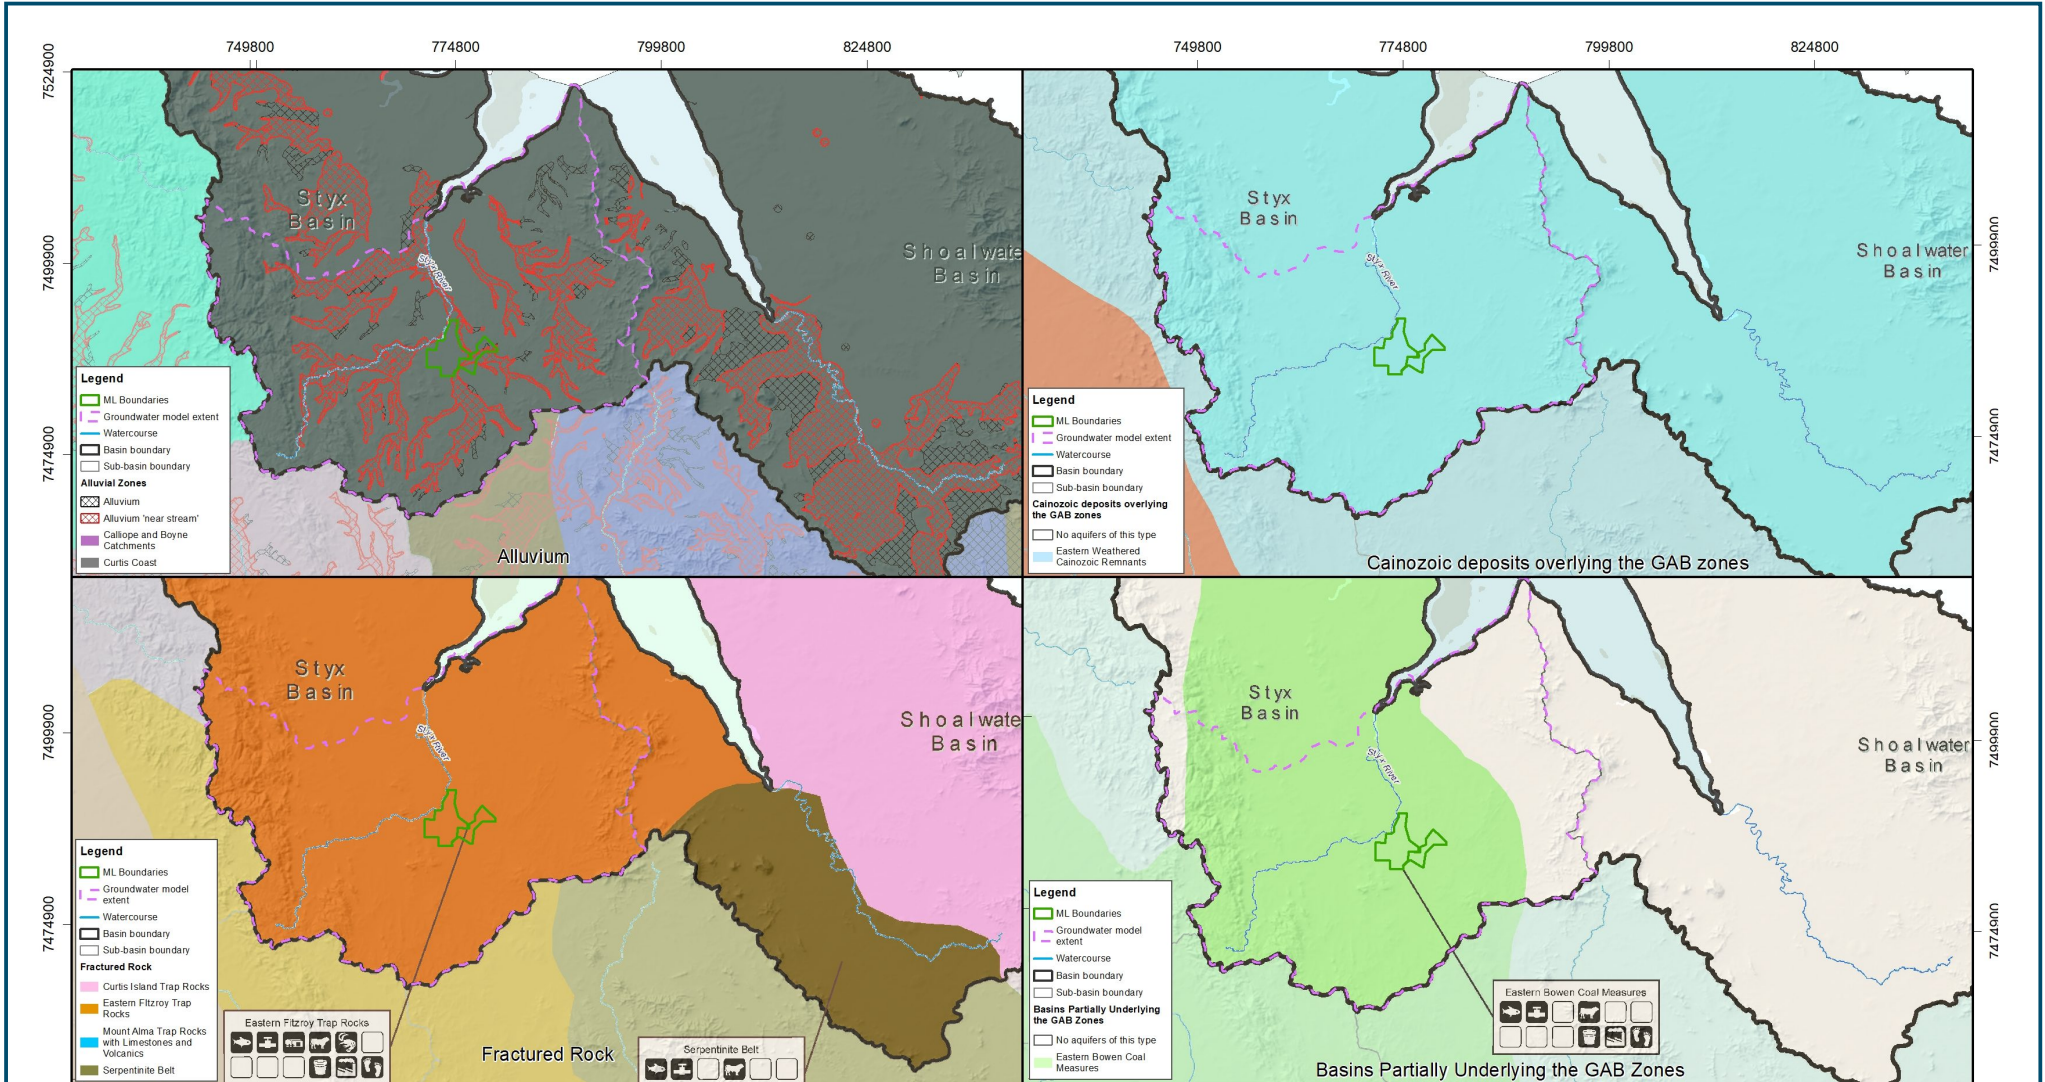 749800 774800 799800 824800 749800 774800 799800 824800
7524900
7499900
7474900
7499900
7474900
Styx
Basin
Styx River
Shoalwate
Basin
Legend
ML Boundaries
Groundwater model extent
Watercourse
Basin boundary
Sub-basin boundary
Alluvial Zones
Alluvium
Alluvium 'near stream'
Calliope and Boyne
Catchments
Curtis Coast
Alluvium
Styx
Basin
Styx River
Shoalwater
Basin
Legend
ML Boundaries
Groundwater model extent
Watercourse
Basin boundary
Sub-basin boundary
Cainozoic deposits overlying
the GAB zones
No aquifers of this type
Eastern Weathered
Cainozoic Remnants
Cainozoic deposits overlying the GAB zones
7499900
7474900
Styx
Basin
Styx River
Shoalwate
Basin
Legend
ML Boundaries
Groundwater model
extent
Watercourse
Basin boundary
Sub-basin boundary
Fractured Rock
Curtis Island Trap Rocks
Eastern FItzroy Trap
Rocks
Mount Alma Trap Rocks
with Limestones and
Volcanics
Serpentinite Belt
Eastern Fitzroy Trap Rocks
Fractured Rock
Serpentinite Belt
7499900
7474900
Styx
Basin
Styx River
Shoalwater
Basin
Legend
ML Boundaries
Groundwater model
extent
Watercourse
Basin boundary
Sub-basin boundary
Basins Partially Underlying
the GAB Zones
No aquifers of this type
Eastern Bowen Coal
Measures
Eastern Bowen Coal Measures
Basins Partially Underlying the GAB Zones